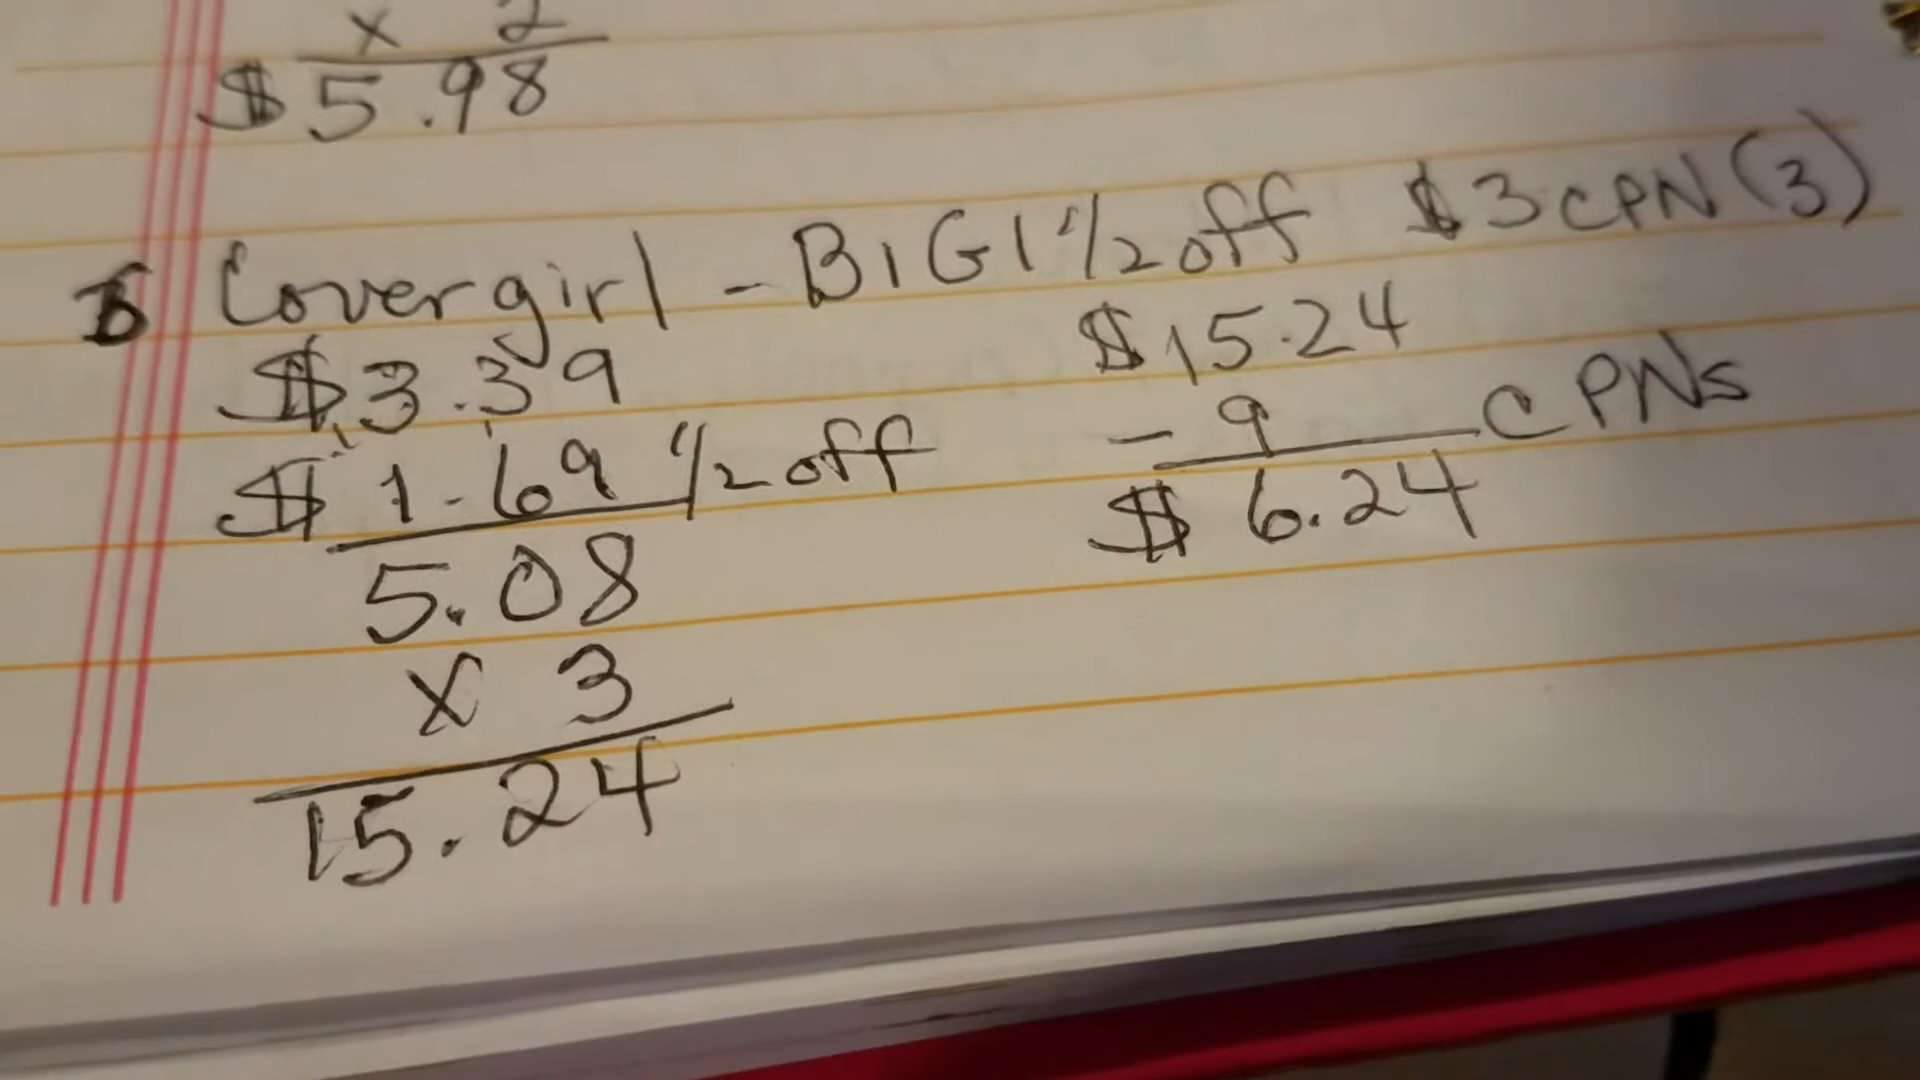 x 2
$5.98
6 Covergirl - B1G1 1/2 off $3 CPN (3)
$3.39
$1.69 1/2 off
5.08
x 3
15.24
$15.24
- 9 CPNs
$6.24